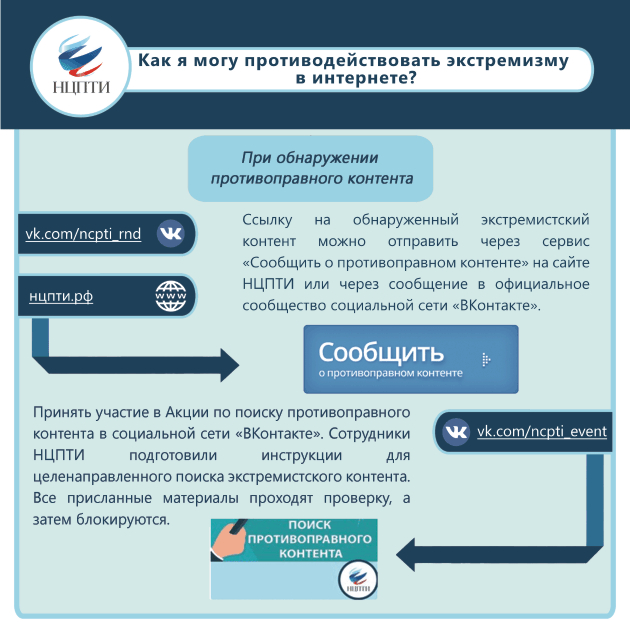 НЦПТИ
Как я могу противодействовать экстремизму
в интернете?
При обнаружении
противоправного контента
vk.com/ncpti_rnd
нцпти.рф
www
Ссылку на обнаруженный экстремистский
контент можно отправить через сервис
«Сообщить о противоправном контенте» на сайте
НЦПТИ или через сообщение в официальное
сообщество социальной сети «ВКонтакте».
Сообщить
о противоправном контенте
Принять участие в Акции по поиску противоправного
контента в социальной сети «ВКонтакте». Сотрудники
НЦПТИ подготовили инструкции для
целенаправленного поиска экстремистского контента.
Все присланные материалы проходят проверку, а
затем блокируются.
vk.com/ncpti_event
ПОИСК
ПРОТИВОПРАВНОГО
КОНТЕНТА
НЦПТИ